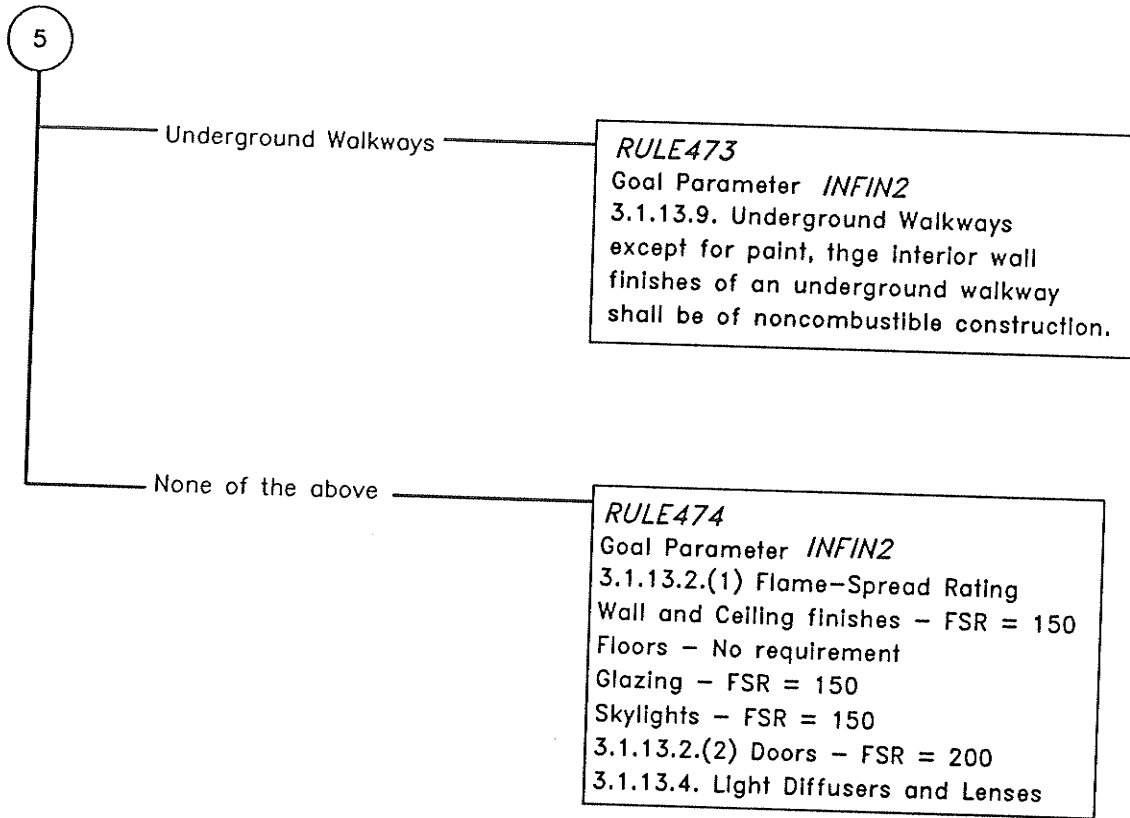 5
Underground Walkways
RULE473
Goal Parameter INFIN2
3.1.13.9. Underground Walkways
except for paint, thge interior wall
finishes of an underground walkway
shall be of noncombustible construction.
None of the above
RULE474
Goal Parameter INFIN2
3.1.13.2.(1) Flame-Spread Rating
Wall and Ceiling finishes – FSR = 150
Floors – No requirement
Glazing – FSR = 150
Skylights – FSR = 150
3.1.13.2.(2) Doors – FSR = 200
3.1.13.4. Light Diffusers and Lenses